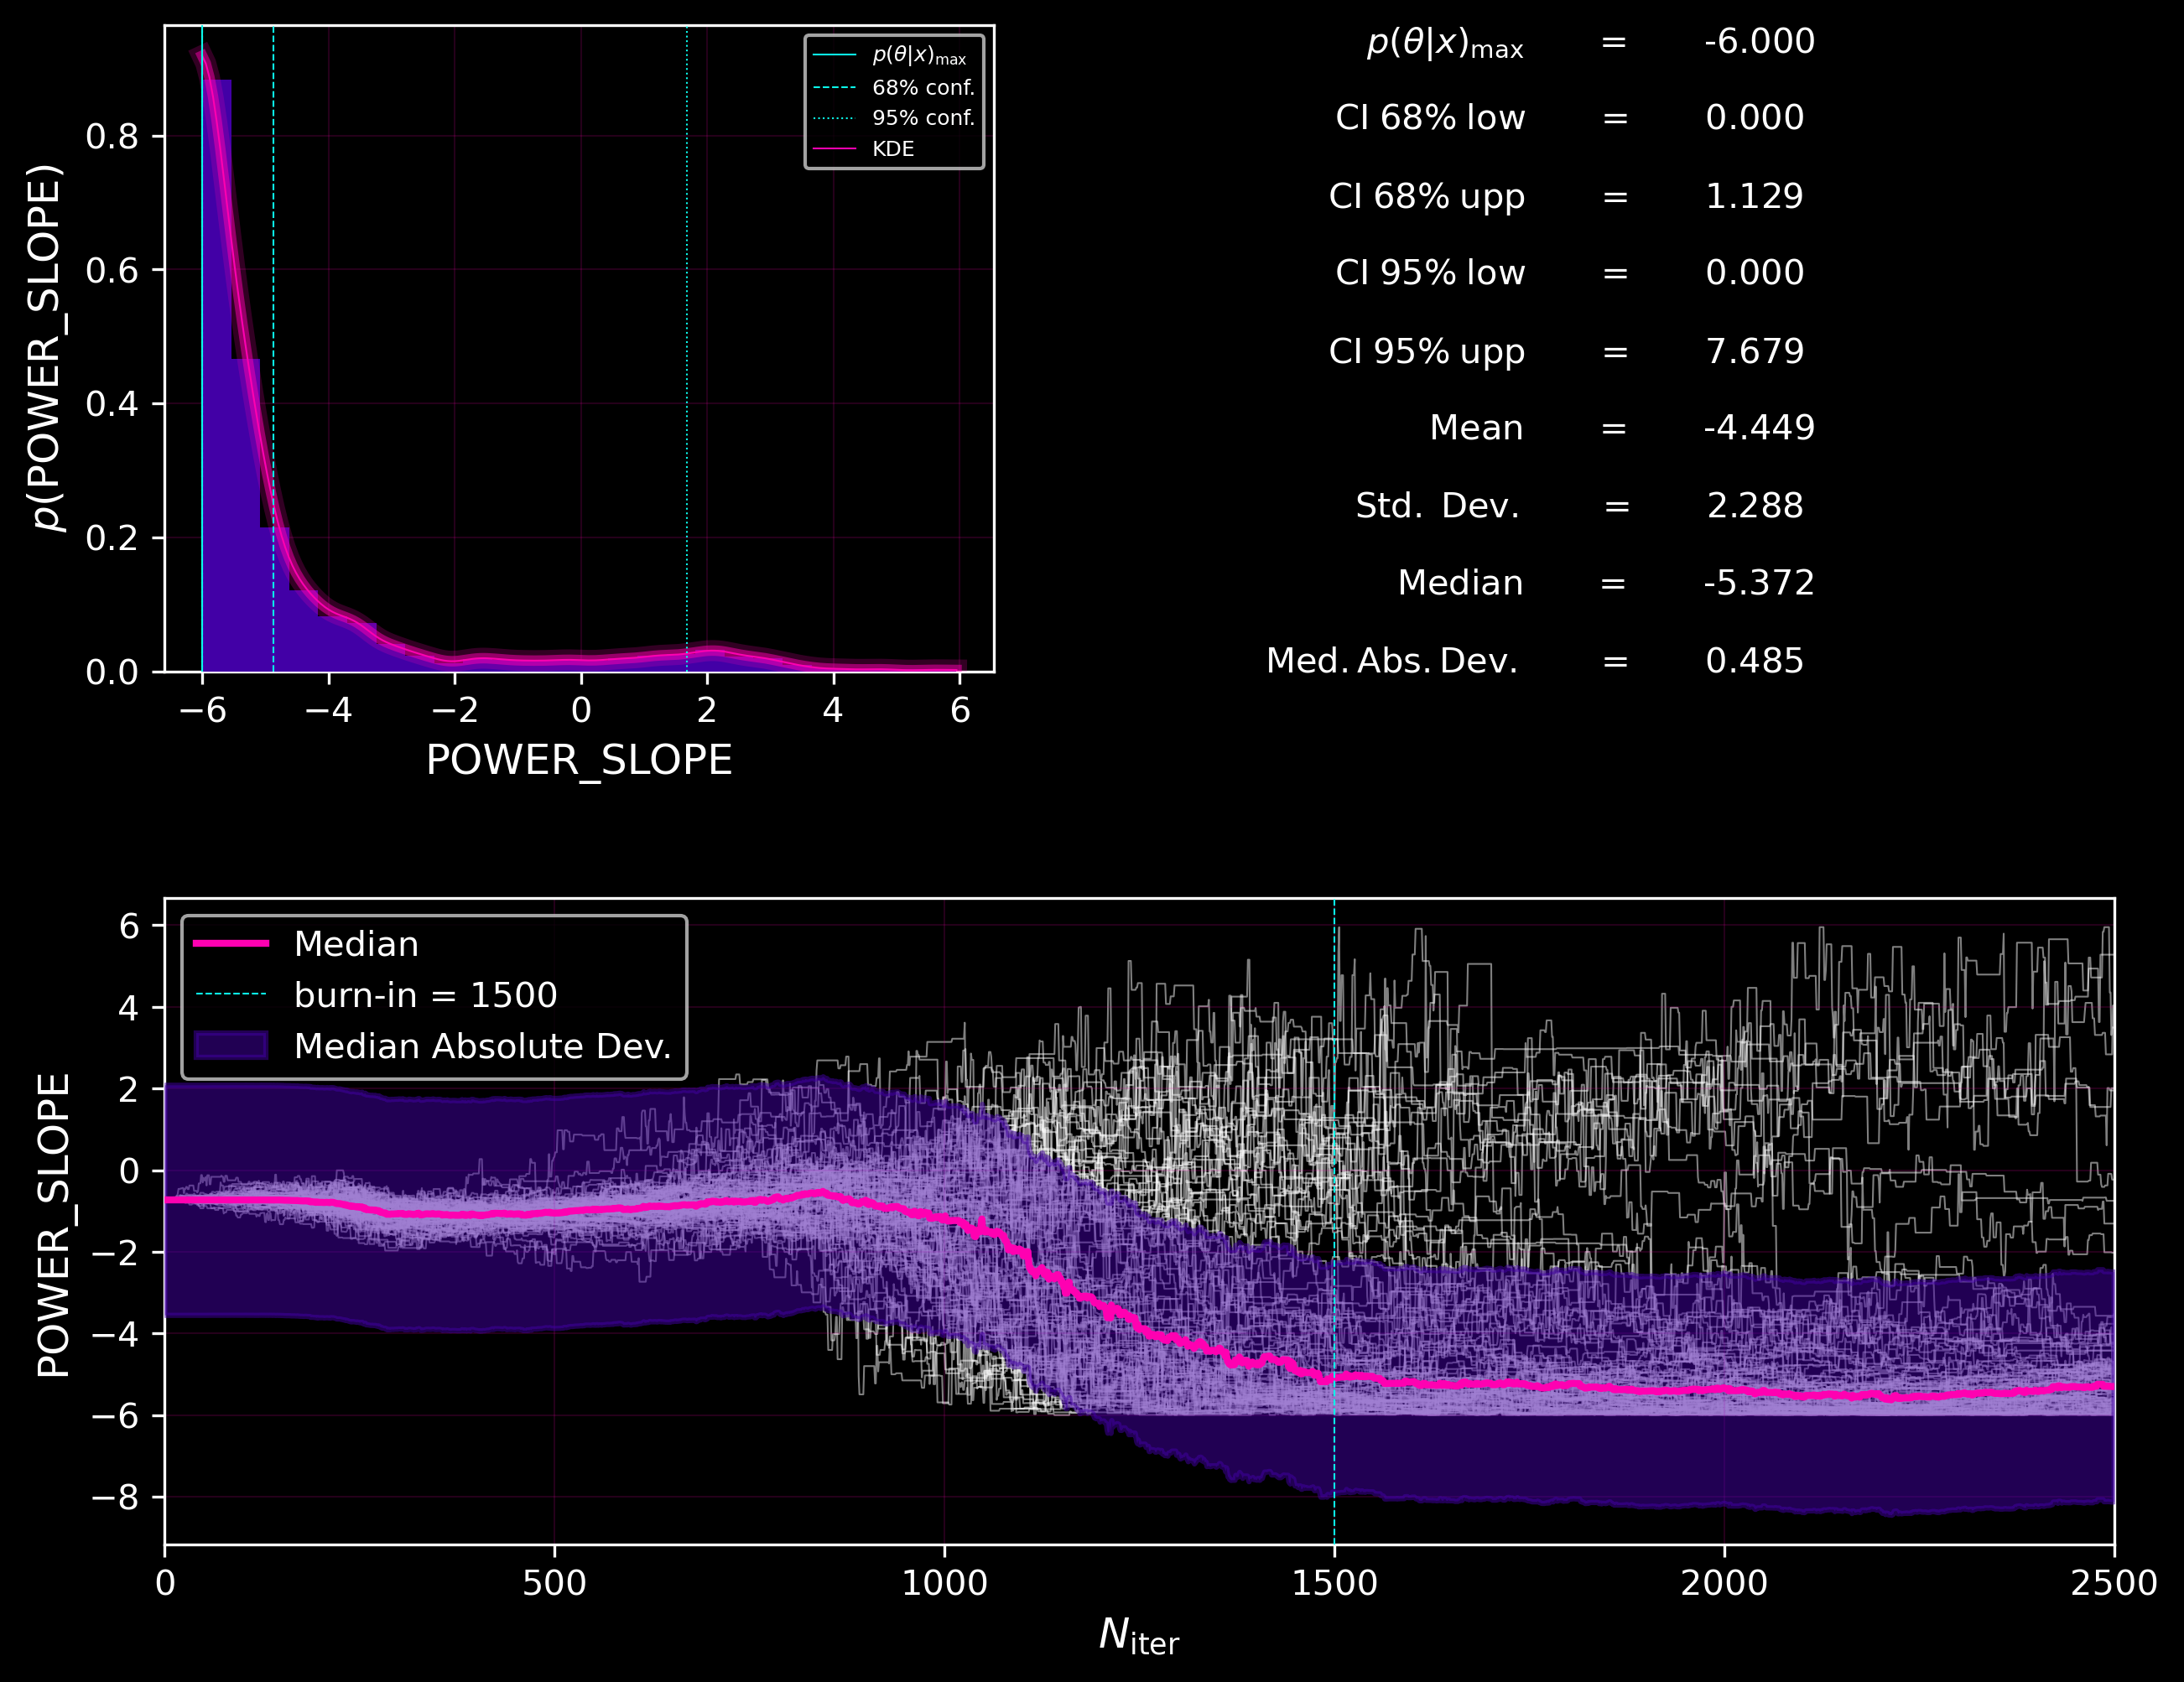 p(θ|x)max
68% conf.
95% conf.
KDE
0.8
0.6
0.4
0.2
0.0
p(POWER_SLOPE)
−6 −4 −2 0 2 4 6
POWER_SLOPE
p(θ|x)max = -6.000
CI 68% low = 0.000
CI 68% upp = 1.129
CI 95% low = 0.000
CI 95% upp = 7.679
Mean = -4.449
Std. Dev. = 2.288
Median = -5.372
Med. Abs. Dev. = 0.485
Median
burn-in = 1500
Median Absolute Dev.
6
4
2
0
−2
−4
−6
−8
POWER_SLOPE
0 500 1000 1500 2000 2500
Niter